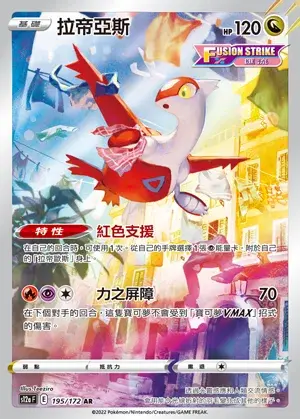 基礎 拉帝亞斯 HP 120
FUSION STRIKE
特性 紅色支援
在自己的回合時,可使用1次。從自己的手牌選擇1張 能量卡,附於自己
的「拉帝歐斯」身上。
力之屏障 70
在下個對手的回合,這隻寶可夢不會受到「寶可夢VMAX」招式
的傷害。
弱點 抵抗力 撤退
Illus. Teeziro
s12a F E 195/172 AR
©2022 Pokémon/Nintendo/Creatures/GAME FREAK.